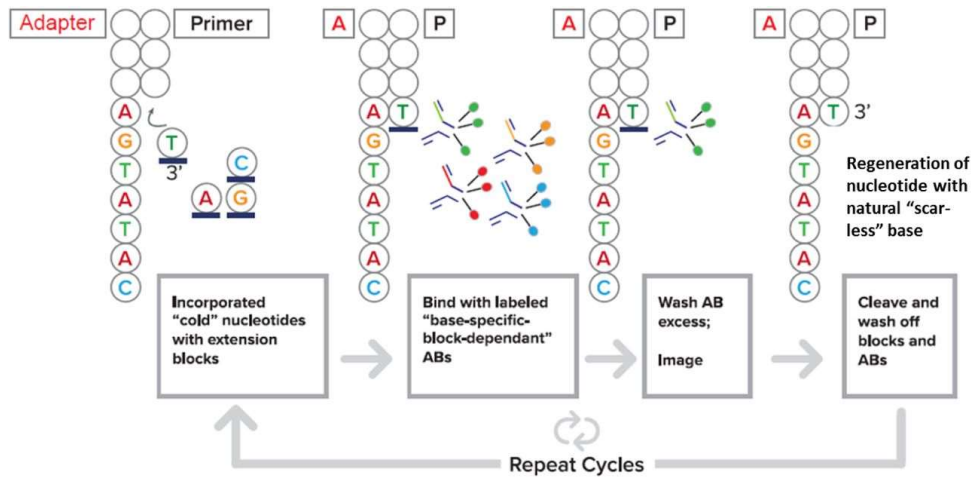 Adapter
Primer
A
P
A
P
A
P
A
G
T
A
T
A
C
T
3'
A
G
C
A
T
G
T
A
T
A
C
A
T
G
T
A
T
A
C
A
T
3'
G
T
A
T
A
C
Regeneration of
nucleotide with
natural “scar-
less” base
Incorporated
“cold” nucleotides
with extension
blocks
Bind with labeled
“base-specific-
block-dependant”
ABs
Wash AB
excess;
Image
Cleave and
wash off
blocks and
ABs
Repeat Cycles